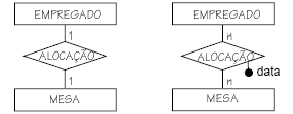 EMPREGADO
1
ALOCAÇÃO
1
MESA
EMPREGADO
n
ALOCAÇÃO
data
n
MESA